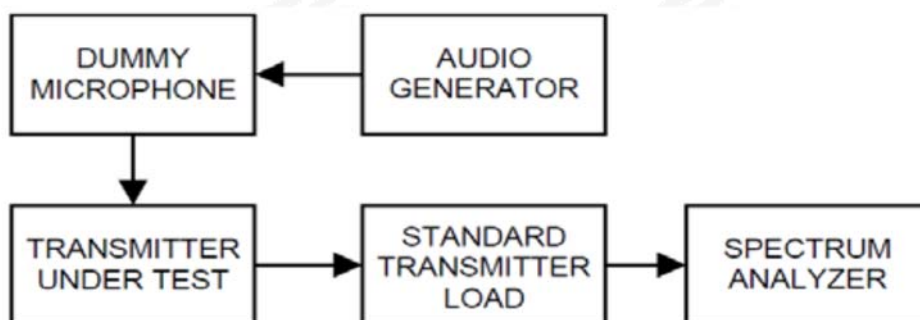 DUMMY
MICROPHONE
AUDIO
GENERATOR
TRANSMITTER
UNDER TEST
STANDARD
TRANSMITTER
LOAD
SPECTRUM
ANALYZER